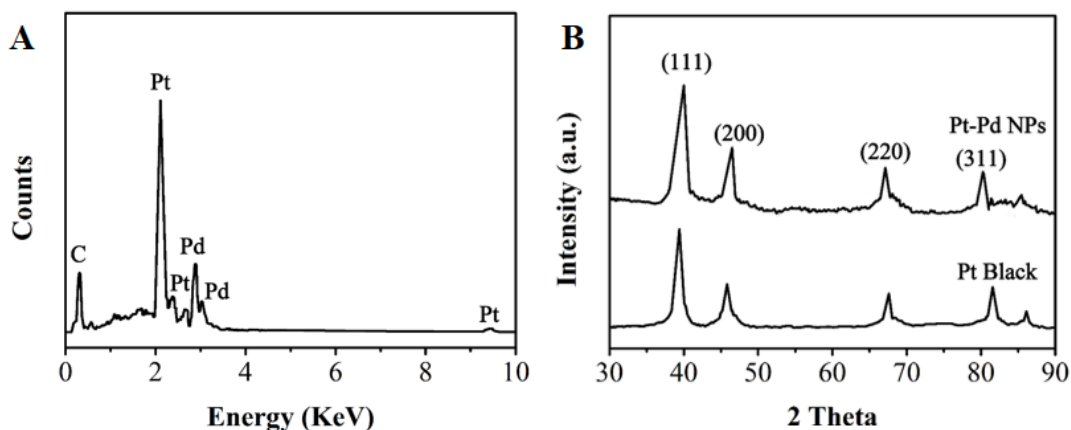 A
Counts
C
Pt
Pt
Pd
Pd
Pt
0 2 4 6 8 10
Energy (KeV)
B
Intensity (a.u.)
(111)
(200)
(220)
Pt-Pd NPs
(311)
Pt Black
30 40 50 60 70 80 90
2 Theta